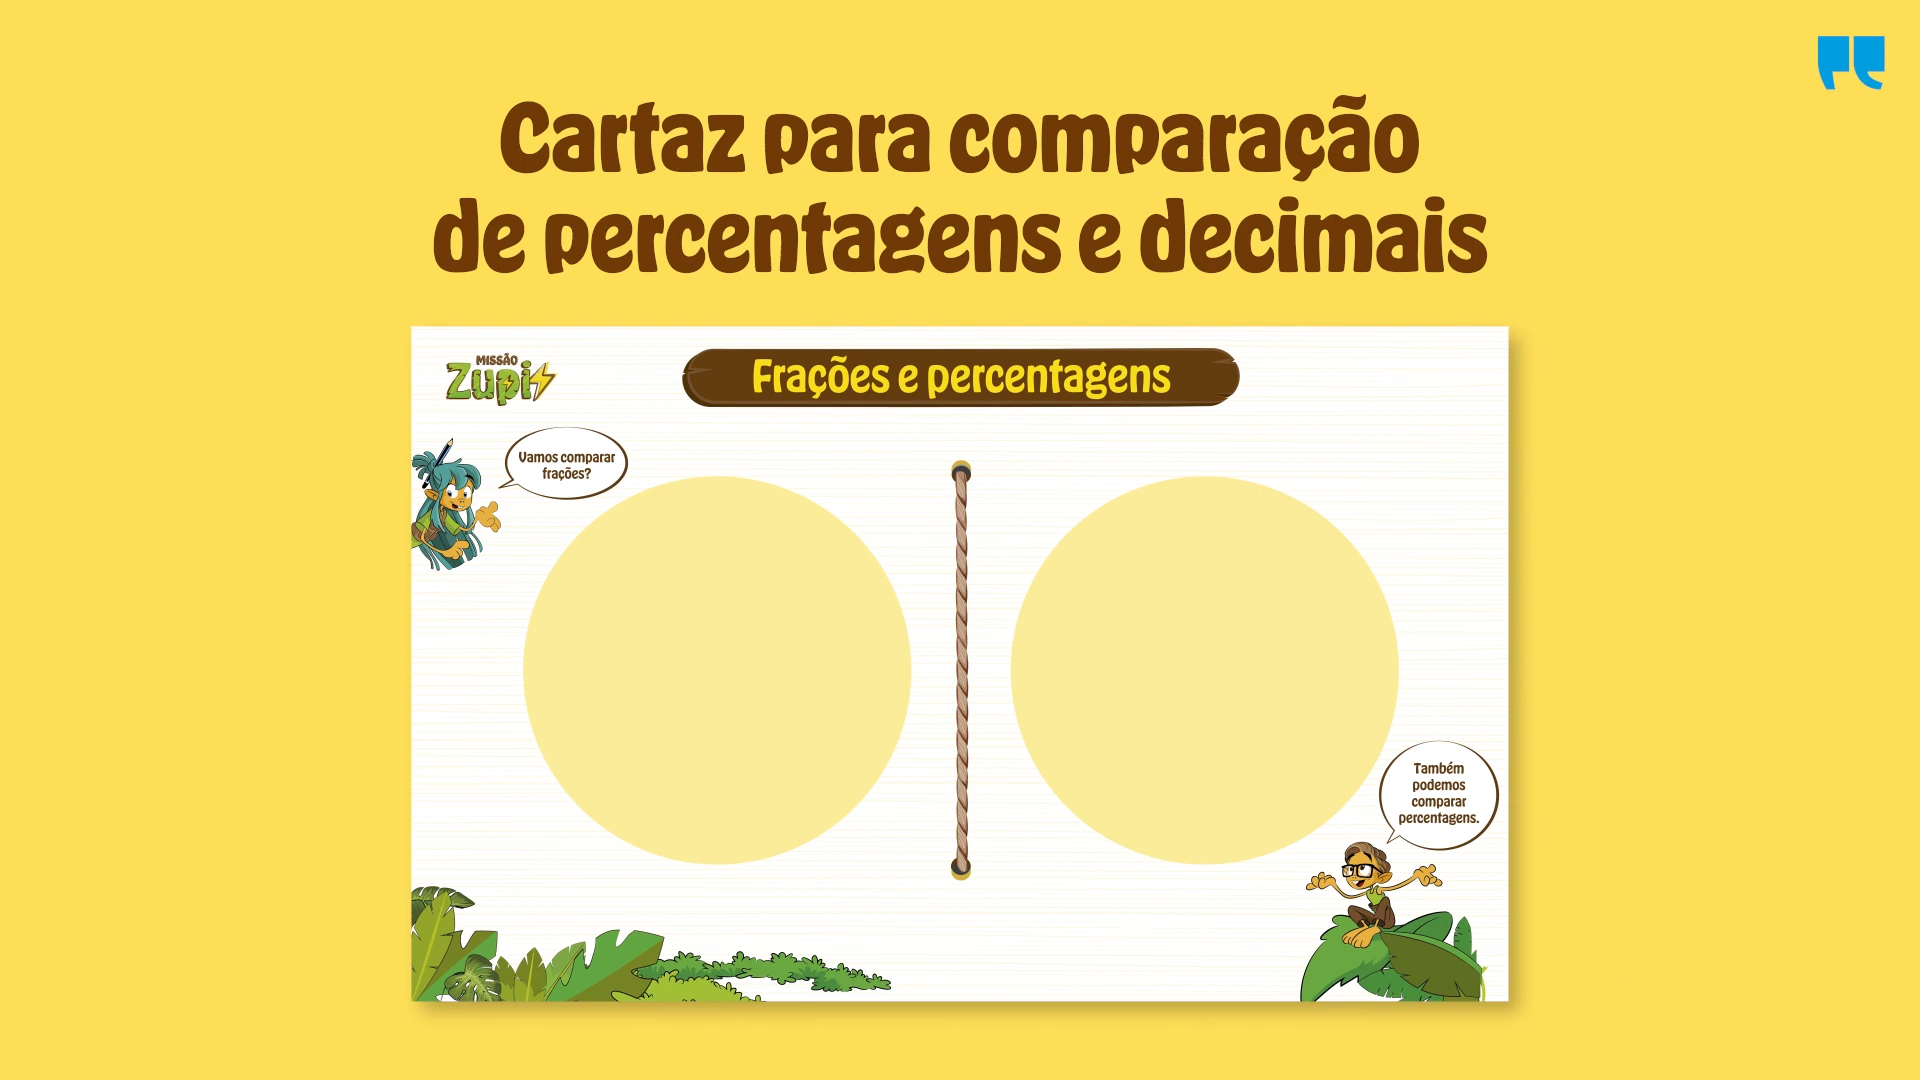 Cartaz para comparação
de percentagens e decimais
MISSÃO
Zupi
Frações e percentagens
Vamos comparar
frações?
Também
podemos
comparar
percentagens.